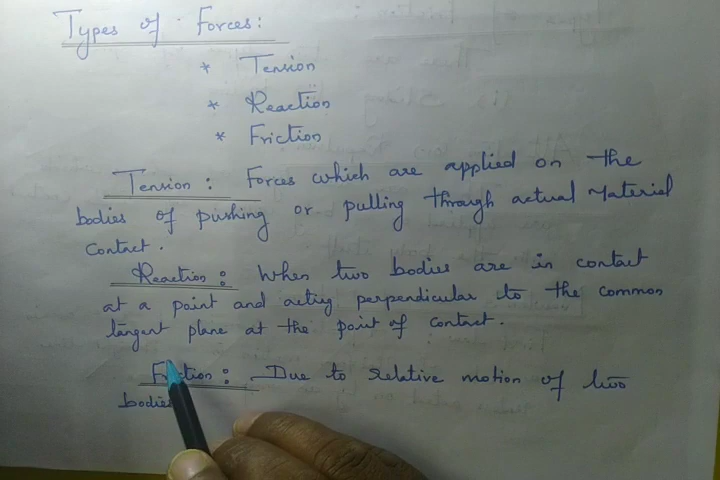 Types of Forces:
* Tension
* Reaction
* Friction
Tension: Forces which are applied on the
bodies of pushing or pulling through actual Material
Contact.
Reaction: When two bodies are in contact
at a point and acting perpendicular to the common
tangent plane at the point of contact.
Friction: Due to relative motion of two
bodies